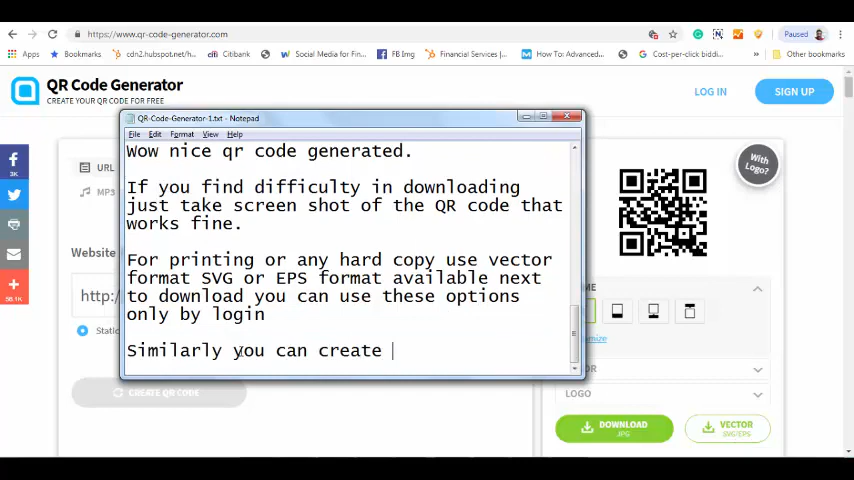 https://www.qr-code-generator.com
Paused
Apps
Bookmarks
cdn2.hubspot.net/h...
Citibank
Social Media for Fin...
FB Img
Financial Services |...
How To: Advanced...
Cost-per-click biddi...
»
Other bookmarks
QR Code Generator
CREATE YOUR QR CODE FOR FREE
LOG IN
SIGN UP
QR-Code-Generator-1.txt - Notepad
File Edit Format View Help
Wow nice qr code generated.
If you find difficulty in downloading
just take screen shot of the QR code that
works fine.
For printing or any hard copy use vector
format SVG or EPS format available next
to download you can use these options
only by login
Similarly you can create
3K
58.1K
URL
MP3
Website
http:/
Static
CREATE QR CODE
With
Logo?
LOGO
DOWNLOAD
JPG
VECTOR
SVG/EPS